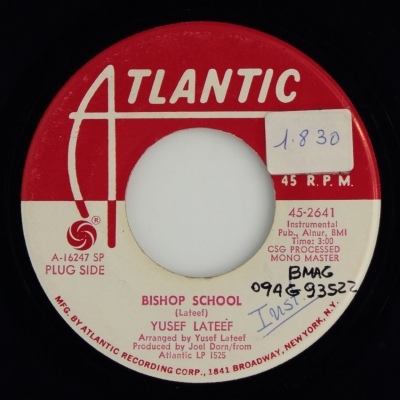 ATLANTIC
1.830
45 R.P.M.
45-2641
Instrumental
Pub., Alnur, BMI
Time: 3:00
CSG PROCESSED
MONO MASTER
A-16247 SP
PLUG SIDE
BMAG
094G93522
Inst.
BISHOP SCHOOL
(Lateef)
YUSEF LATEEF
Arranged by Yusef Lateef
Produced by Joel Dorn/from
Atlantic LP 1525
MFG. BY ATLANTIC RECORDING CORP., 1841 BROADWAY, NEW YORK, N.Y.